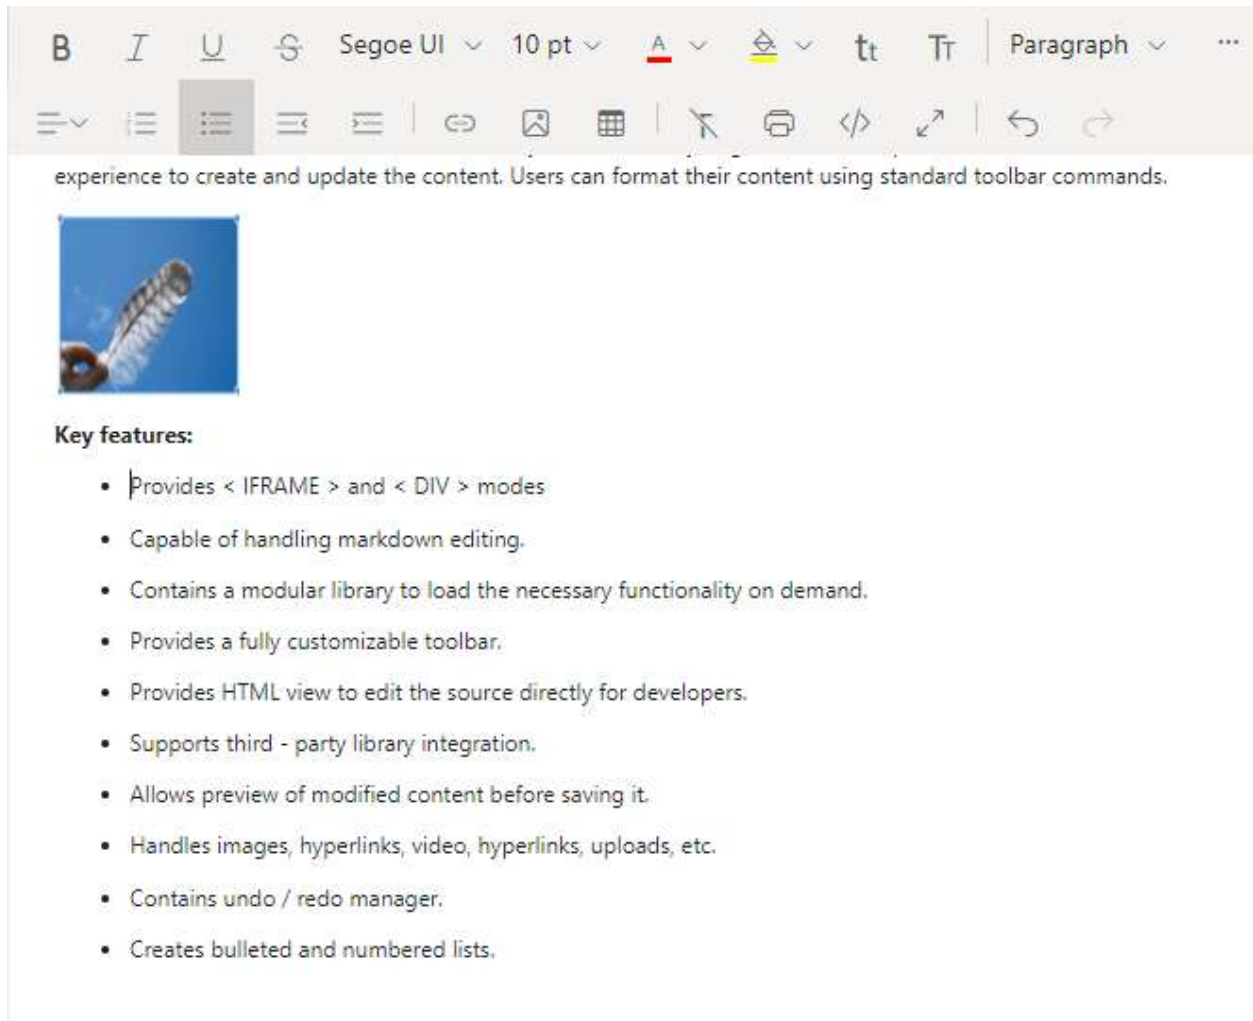 B I U S Segoe UI 10 pt A tt TT Paragraph ...
experience to create and update the content. Users can format their content using standard toolbar commands.
Key features:
• Provides < IFRAME > and < DIV > modes
• Capable of handling markdown editing.
• Contains a modular library to load the necessary functionality on demand.
• Provides a fully customizable toolbar.
• Provides HTML view to edit the source directly for developers.
• Supports third - party library integration.
• Allows preview of modified content before saving it.
• Handles images, hyperlinks, video, hyperlinks, uploads, etc.
• Contains undo / redo manager.
• Creates bulleted and numbered lists.